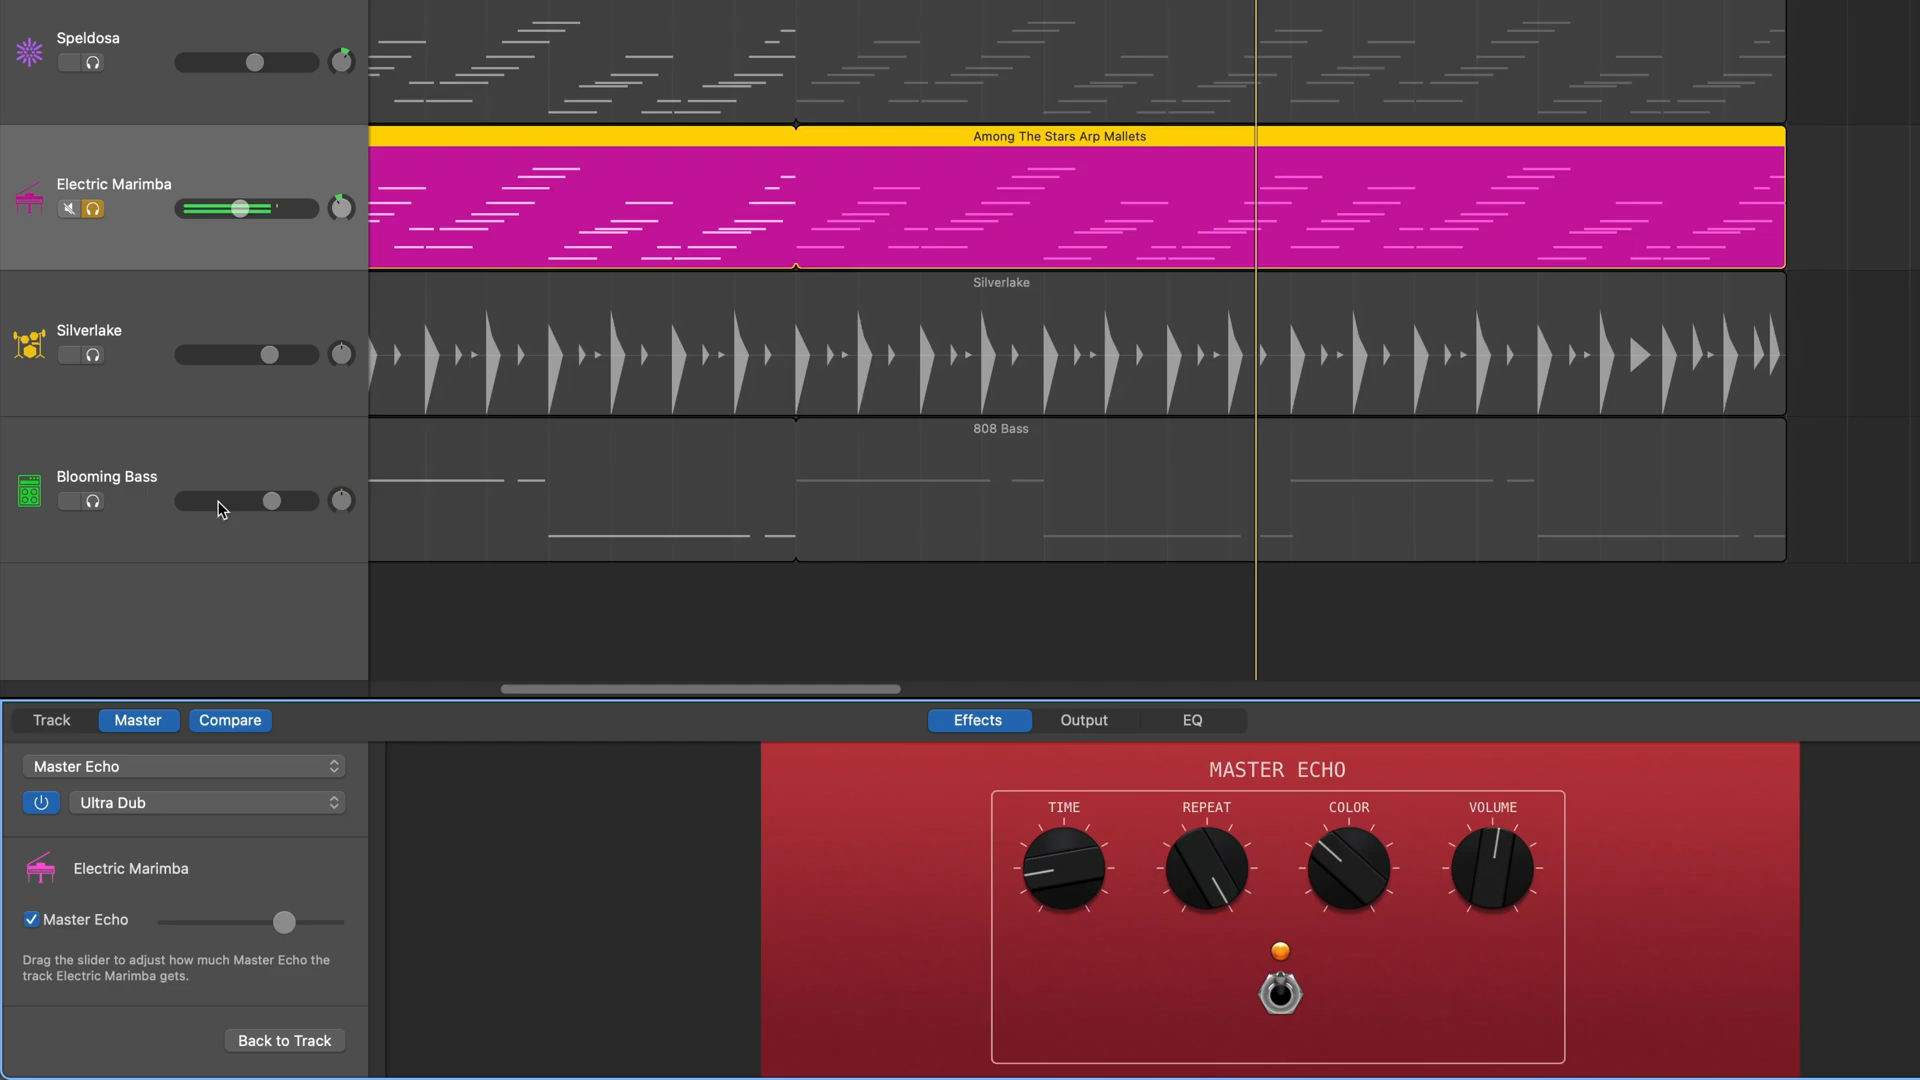 Speldosa
Among The Stars Arp Mallets
Electric Marimba
Silverlake
Silverlake
808 Bass
Blooming Bass
Track Master Compare
Effects Output EQ
Master Echo
Ultra Dub
Electric Marimba
Master Echo
Drag the slider to adjust how much Master Echo the
track Electric Marimba gets.
Back to Track
MASTER ECHO
TIME REPEAT COLOR VOLUME